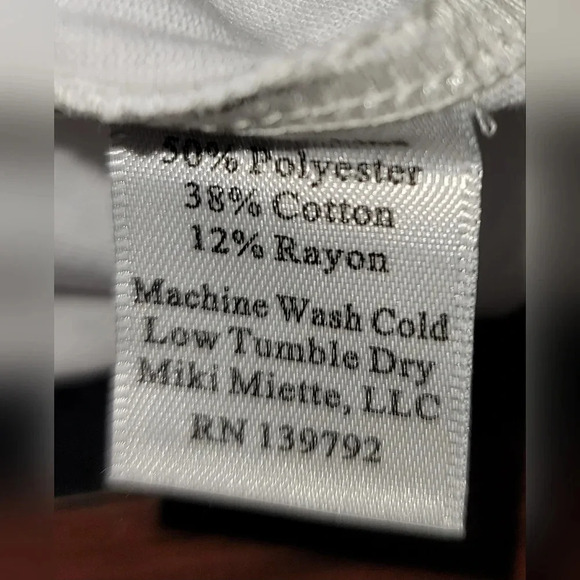 50% Polyester
38% Cotton
12% Rayon
Machine Wash Cold
Low Tumble Dry
Miki Miette, LLC
RN 139792